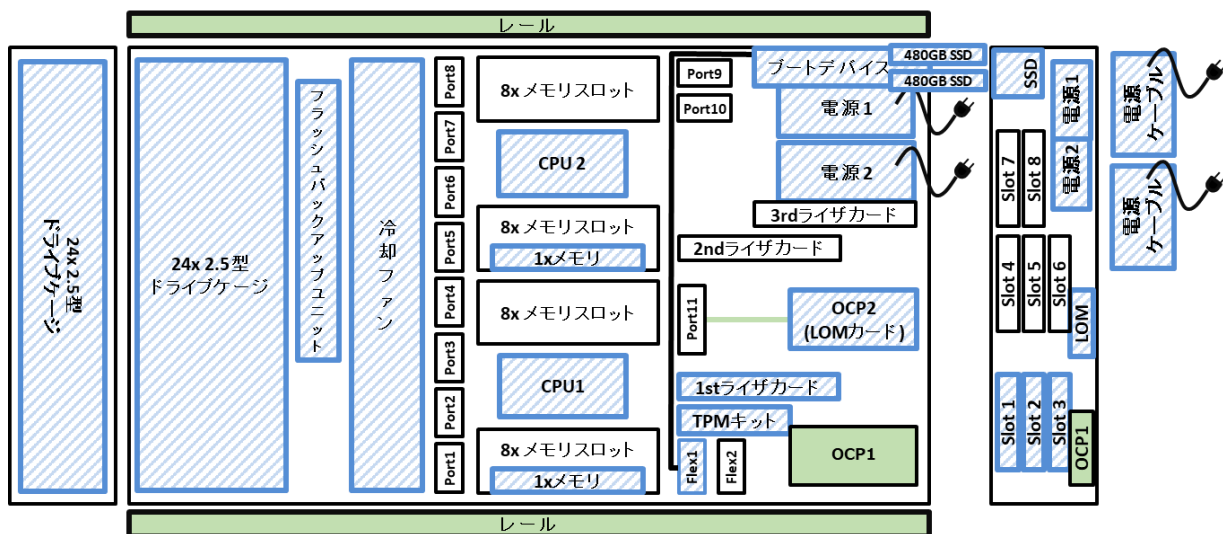 レール
24x 2.5型
ドライブケージ
24x 2.5型
ドライブケージ
フラッシュバックアップユニット
冷却ファン
Port8
Port7
Port6
Port5
Port4
Port3
Port2
Port1
8x メモリスロット
CPU 2
8x メモリスロット
1xメモリ
8x メモリスロット
CPU1
8x メモリスロット
1xメモリ
Port9
Port10
ブートデバイス
480GB SSD
480GB SSD
電源1
電源2
3rdライザカード
2ndライザカード
Port11
OCP2
(LOMカード)
1stライザカード
TPMキット
Flex1
Flex2
OCP1
SSD
電源1
電源2
Slot 7
Slot 8
Slot 4
Slot 5
Slot 6
LOM
Slot 1
Slot 2
Slot 3
OCP1
電源
ケーブル
電源
ケーブル
レール